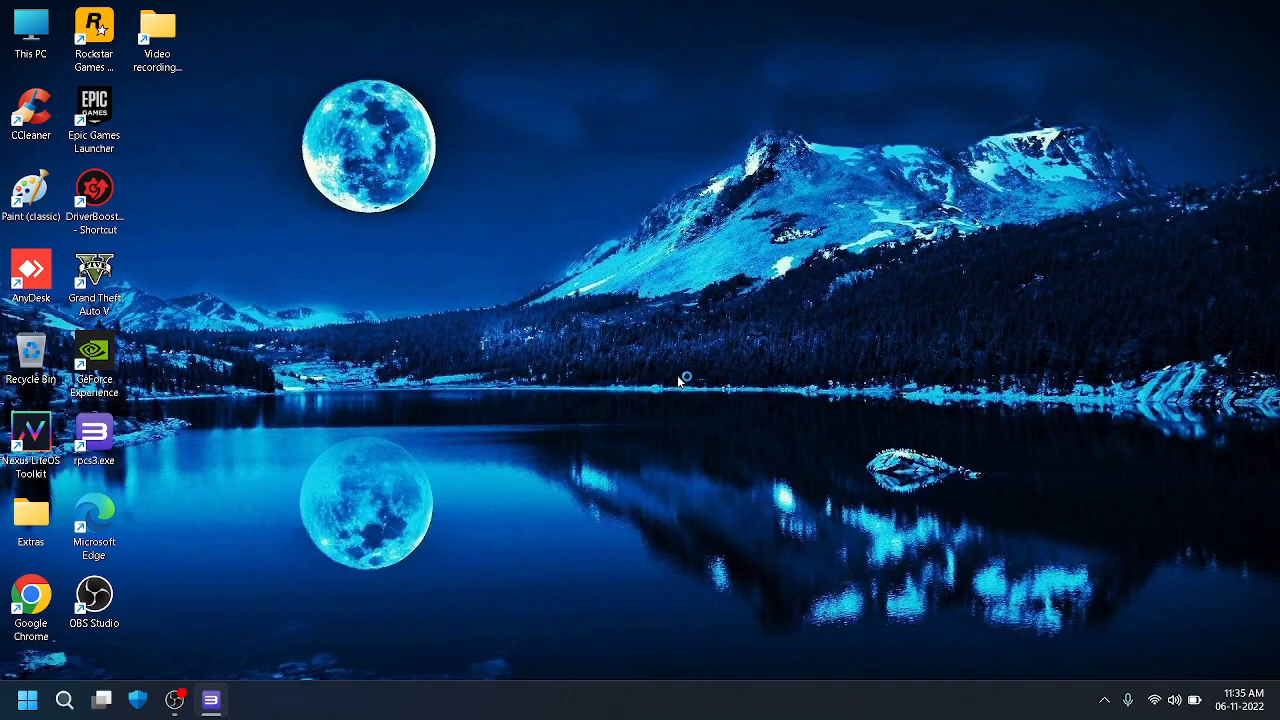 This PC
Rockstar
Games ...
Video
recording...
CCleaner
EPIC
GAMES
Epic Games
Launcher
Paint (classic)
DriverBoost...
- Shortcut
AnyDesk
V
FIVE
Grand Theft
Auto V
Recycle Bin
GeForce
Experience
Nexus LiteOS
Toolkit
rpcs3.exe
Extras
Microsoft
Edge
Google
Chrome
OBS Studio
11:35 AM
06-11-2022